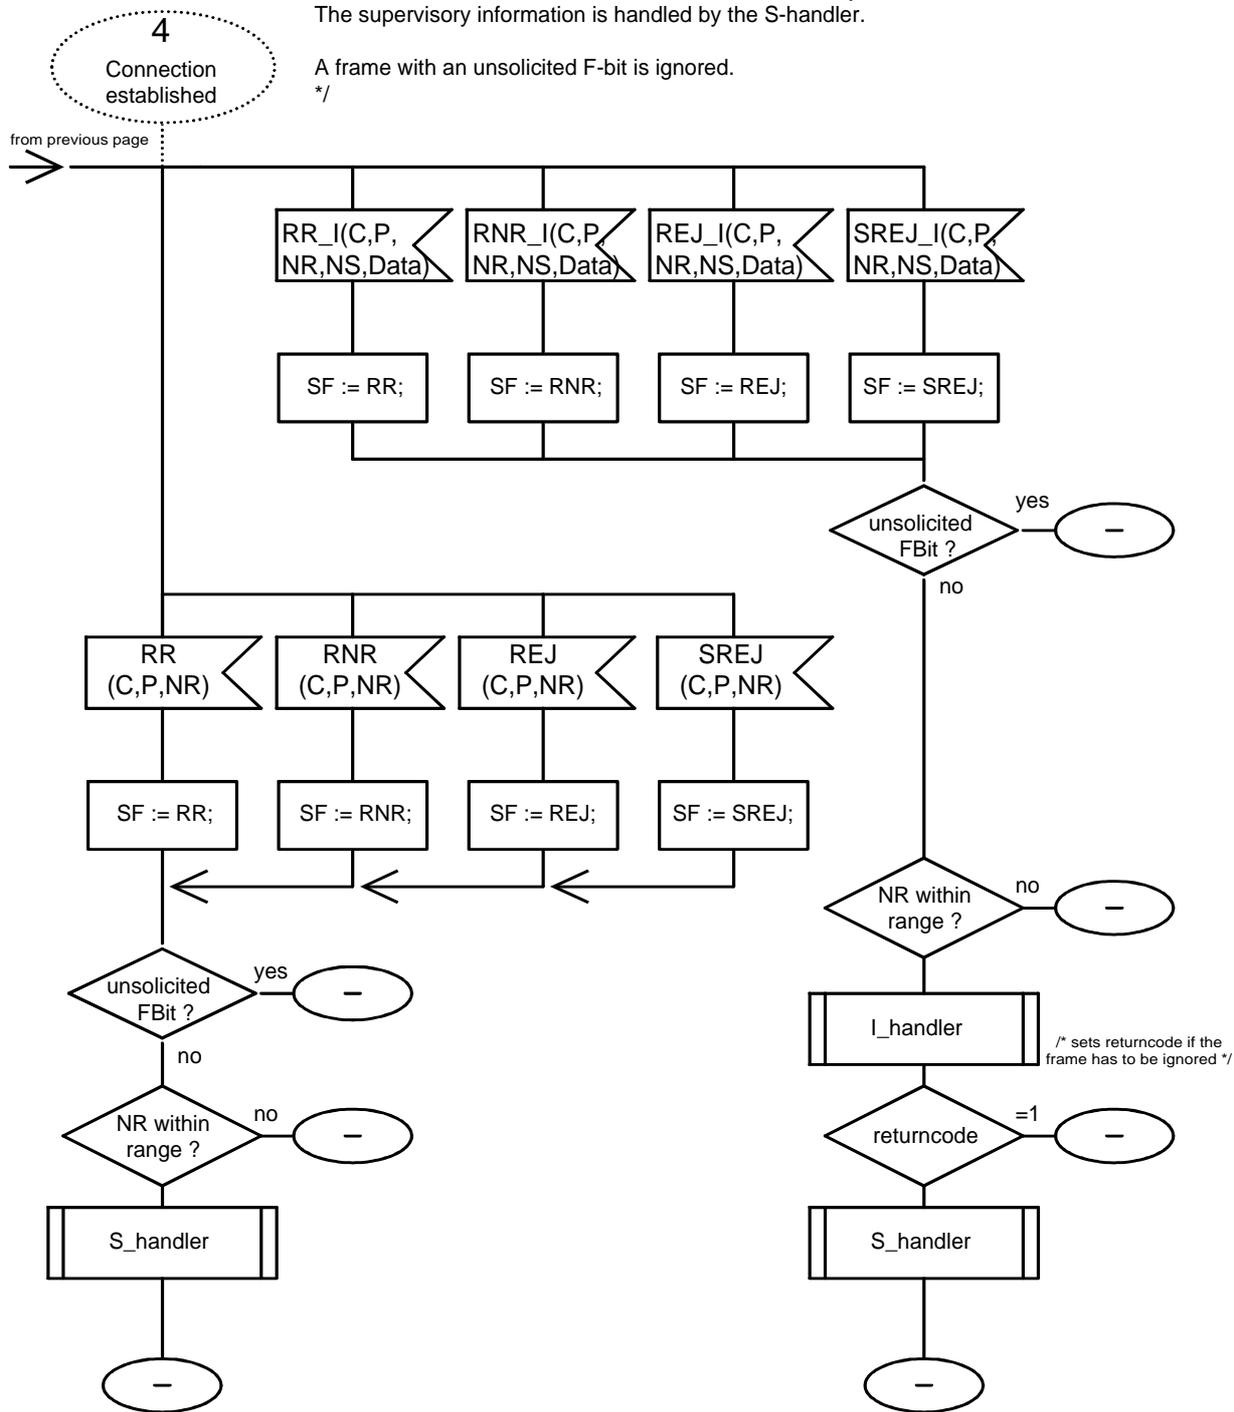 The supervisory information is handled by the S-handler.
4
Connection
established
A frame with an unsolicited F-bit is ignored.
*/
from previous page
RR_I(C,P,
NR,NS,Data)
RNR_I(C,P,
NR,NS,Data)
REJ_I(C,P,
NR,NS,Data)
SREJ_I(C,P,
NR,NS,Data)
SF := RR;
SF := RNR;
SF := REJ;
SF := SREJ;
unsolicited
FBit ?
yes
–
no
RR
(C,P,NR)
RNR
(C,P,NR)
REJ
(C,P,NR)
SREJ
(C,P,NR)
SF := RR;
SF := RNR;
SF := REJ;
SF := SREJ;
NR within
range ?
no
–
unsolicited
FBit ?
yes
–
no
I_handler
/* sets returncode if the
frame has to be ignored */
NR within
range ?
no
–
returncode
=1
–
S_handler
S_handler
–
–